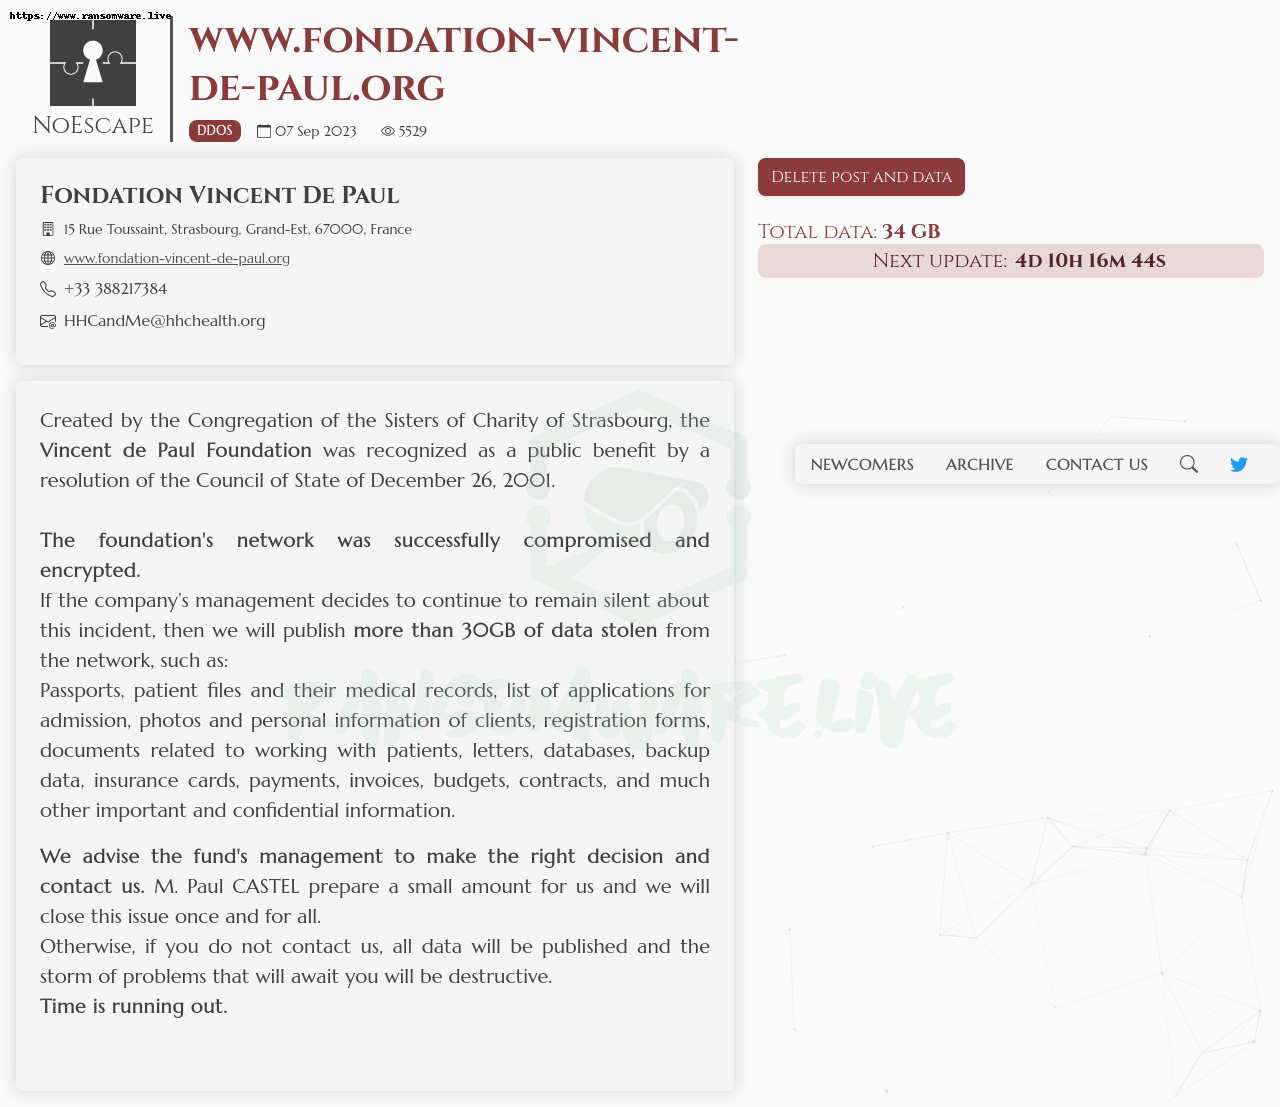 https://www.ransomware.live
NoEscape
www.fondation-vincent-
de-paul.org
DDOS 07 Sep 2023 5529
Fondation Vincent De Paul
15 Rue Toussaint, Strasbourg, Grand-Est, 67000, France
www.fondation-vincent-de-paul.org
+33 388217384
HHCandMe@hhchealth.org
Delete post and data
Total data: 34 GB
Next update: 4d 10h 16m 44s
NEWCOMERS ARCHIVE CONTACT US
Created by the Congregation of the Sisters of Charity of Strasbourg, the
Vincent de Paul Foundation was recognized as a public benefit by a
resolution of the Council of State of December 26, 2001.
The foundation's network was successfully compromised and
encrypted.
If the company’s management decides to continue to remain silent about
this incident, then we will publish more than 30GB of data stolen from
the network, such as:
Passports, patient files and their medical records, list of applications for
admission, photos and personal information of clients, registration forms,
documents related to working with patients, letters, databases, backup
data, insurance cards, payments, invoices, budgets, contracts, and much
other important and confidential information.
We advise the fund's management to make the right decision and
contact us. M. Paul CASTEL prepare a small amount for us and we will
close this issue once and for all.
Otherwise, if you do not contact us, all data will be published and the
storm of problems that will await you will be destructive.
Time is running out.
RANSOMWARE.LIVE